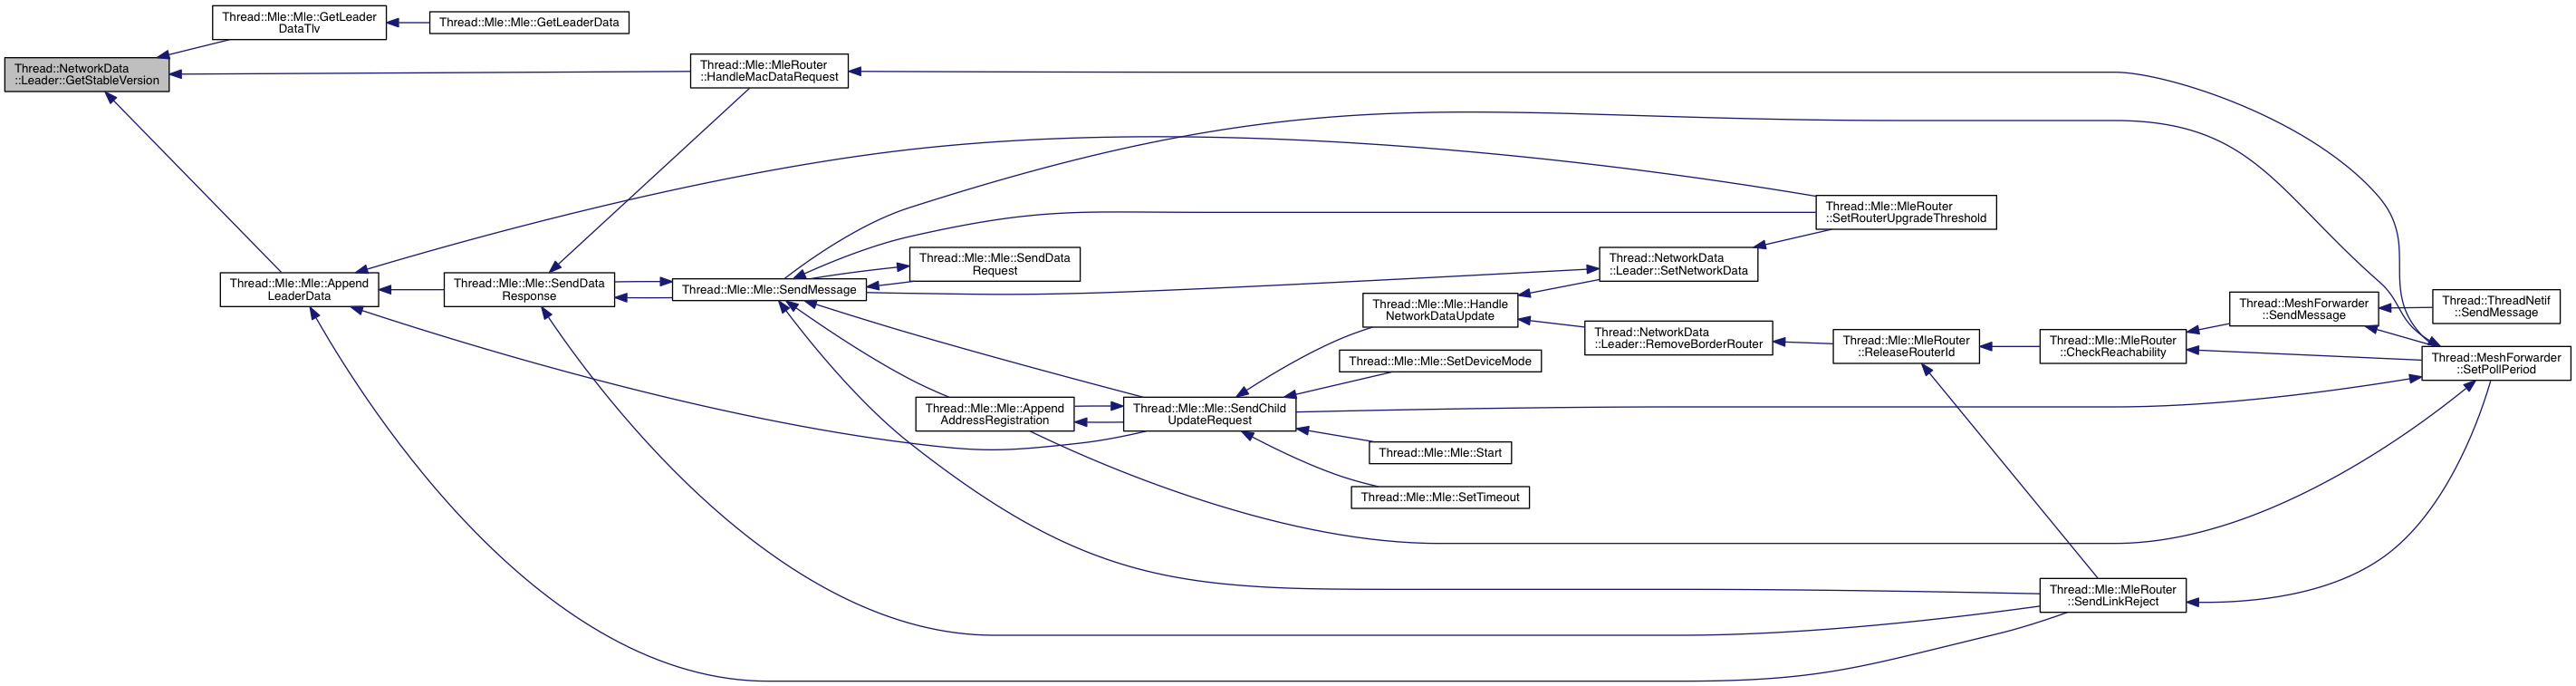 Thread::Mle::Mle::GetLeader
DataTlv
Thread::Mle::Mle::GetLeaderData
Thread::NetworkData
::Leader::GetStableVersion
Thread::Mle::MleRouter
::HandleMacDataRequest
Thread::Mle::MleRouter
::SetRouterUpgradeThreshold
Thread::Mle::Mle::SendData
Request
Thread::NetworkData
::Leader::SetNetworkData
Thread::Mle::Mle::Append
LeaderData
Thread::Mle::Mle::SendData
Response
Thread::Mle::Mle::SendMessage
Thread::Mle::Mle::Handle
NetworkDataUpdate
Thread::MeshForwarder
::SendMessage
Thread::ThreadNetif
::SendMessage
Thread::NetworkData
::Leader::RemoveBorderRouter
Thread::Mle::MleRouter
::ReleaseRouterId
Thread::Mle::MleRouter
::CheckReachability
Thread::MeshForwarder
::SetPollPeriod
Thread::Mle::Mle::SetDeviceMode
Thread::Mle::Mle::Append
AddressRegistration
Thread::Mle::Mle::SendChild
UpdateRequest
Thread::Mle::Mle::Start
Thread::Mle::Mle::SetTimeout
Thread::Mle::MleRouter
::SendLinkReject